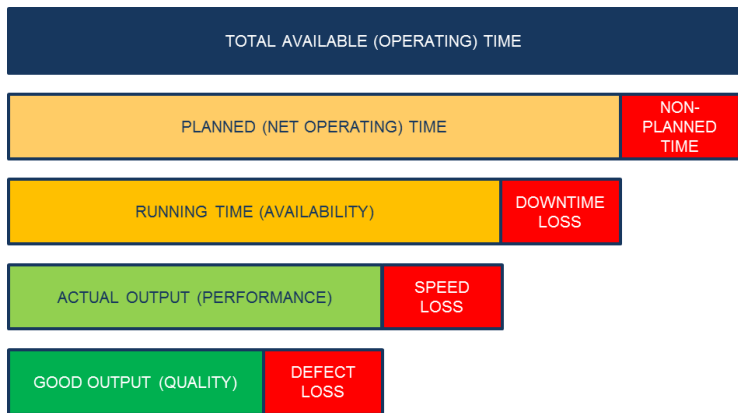 TOTAL AVAILABLE (OPERATING) TIME
PLANNED (NET OPERATING) TIME
NON-
PLANNED
TIME
RUNNING TIME (AVAILABILITY)
DOWNTIME
LOSS
ACTUAL OUTPUT (PERFORMANCE)
SPEED
LOSS
GOOD OUTPUT (QUALITY)
DEFECT
LOSS